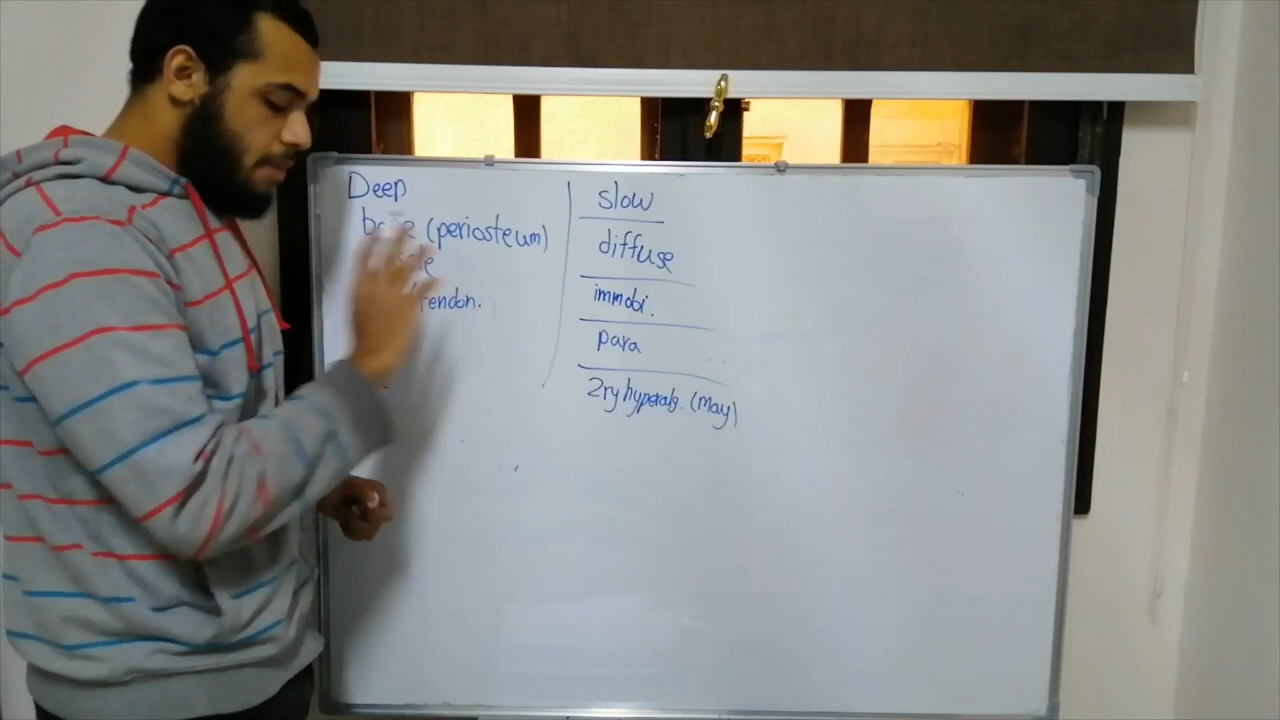 Deep
(periosteum)
tendon.
slow
diffuse
immobi.
para
2ry hyperalg. (may)